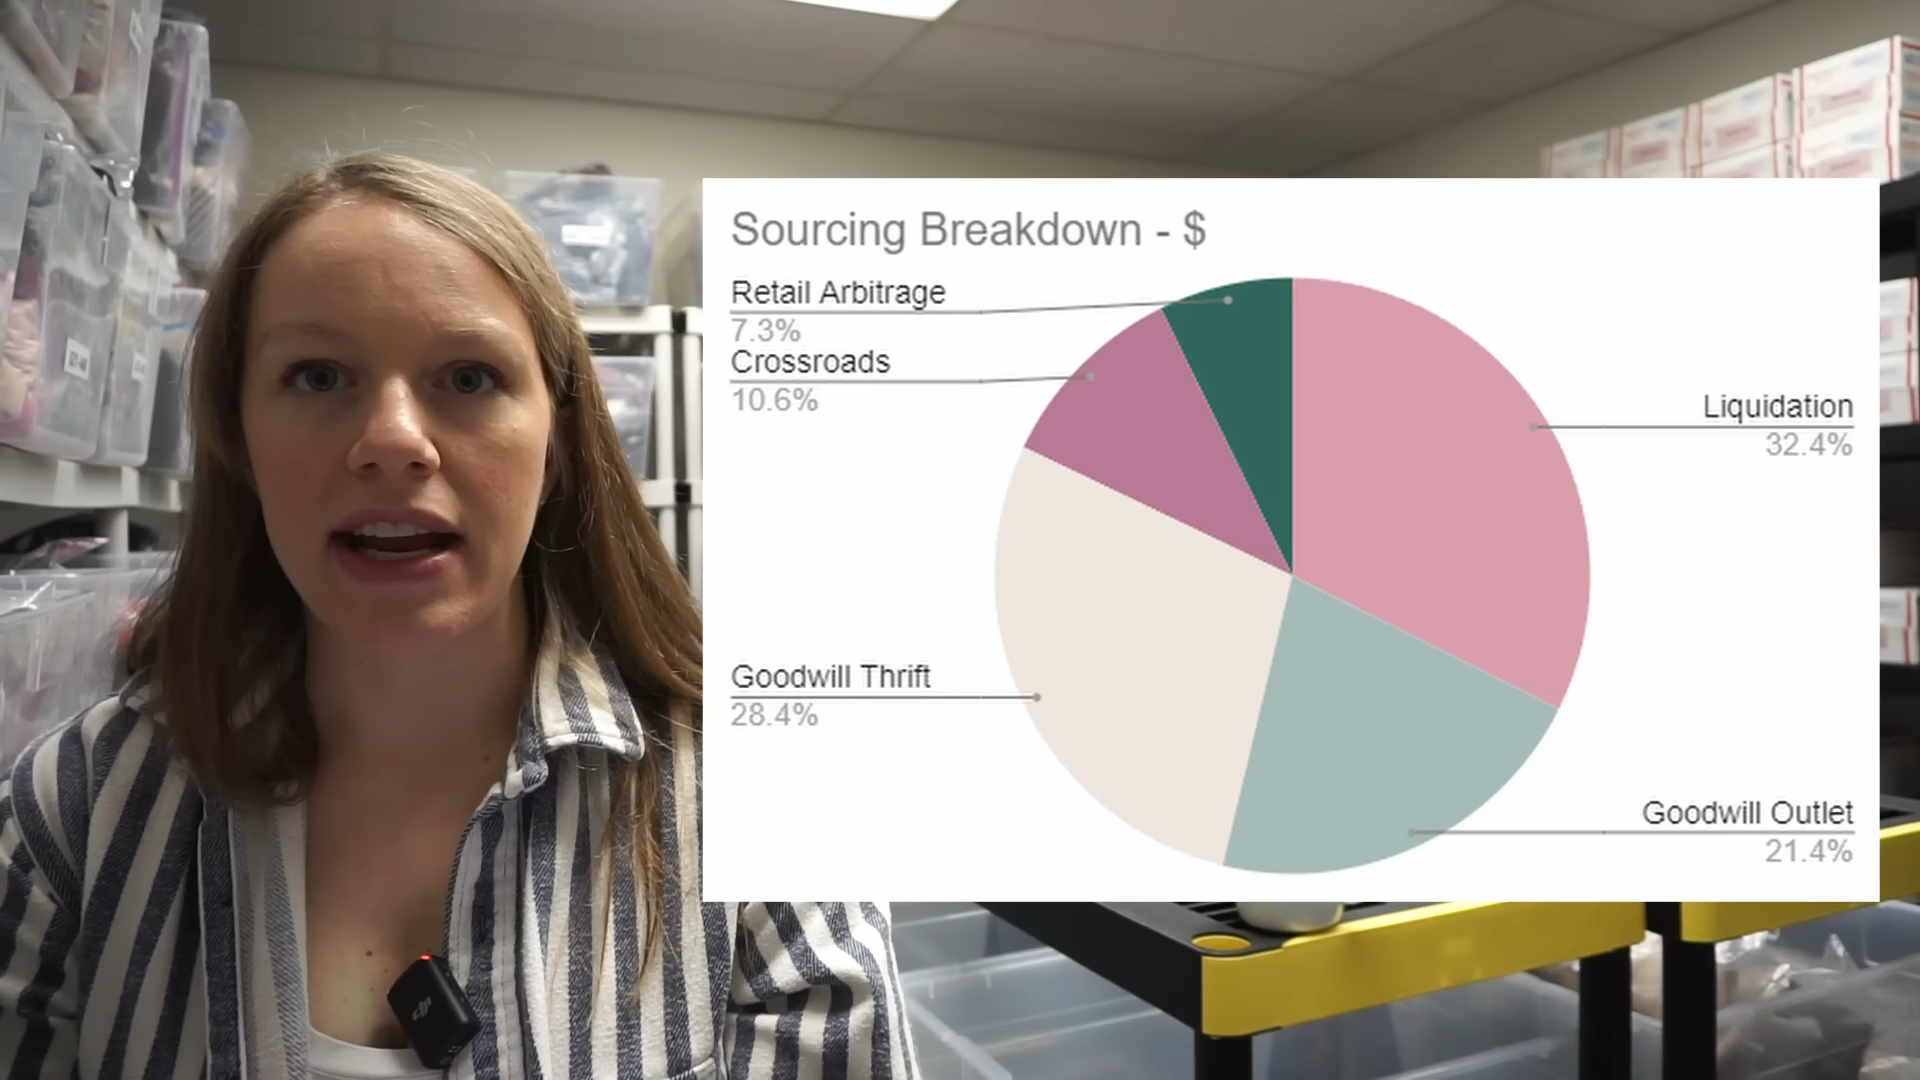 Sourcing Breakdown - $
Retail Arbitrage
7.3%
Crossroads
10.6%
Liquidation
32.4%
Goodwill Thrift
28.4%
Goodwill Outlet
21.4%
dji